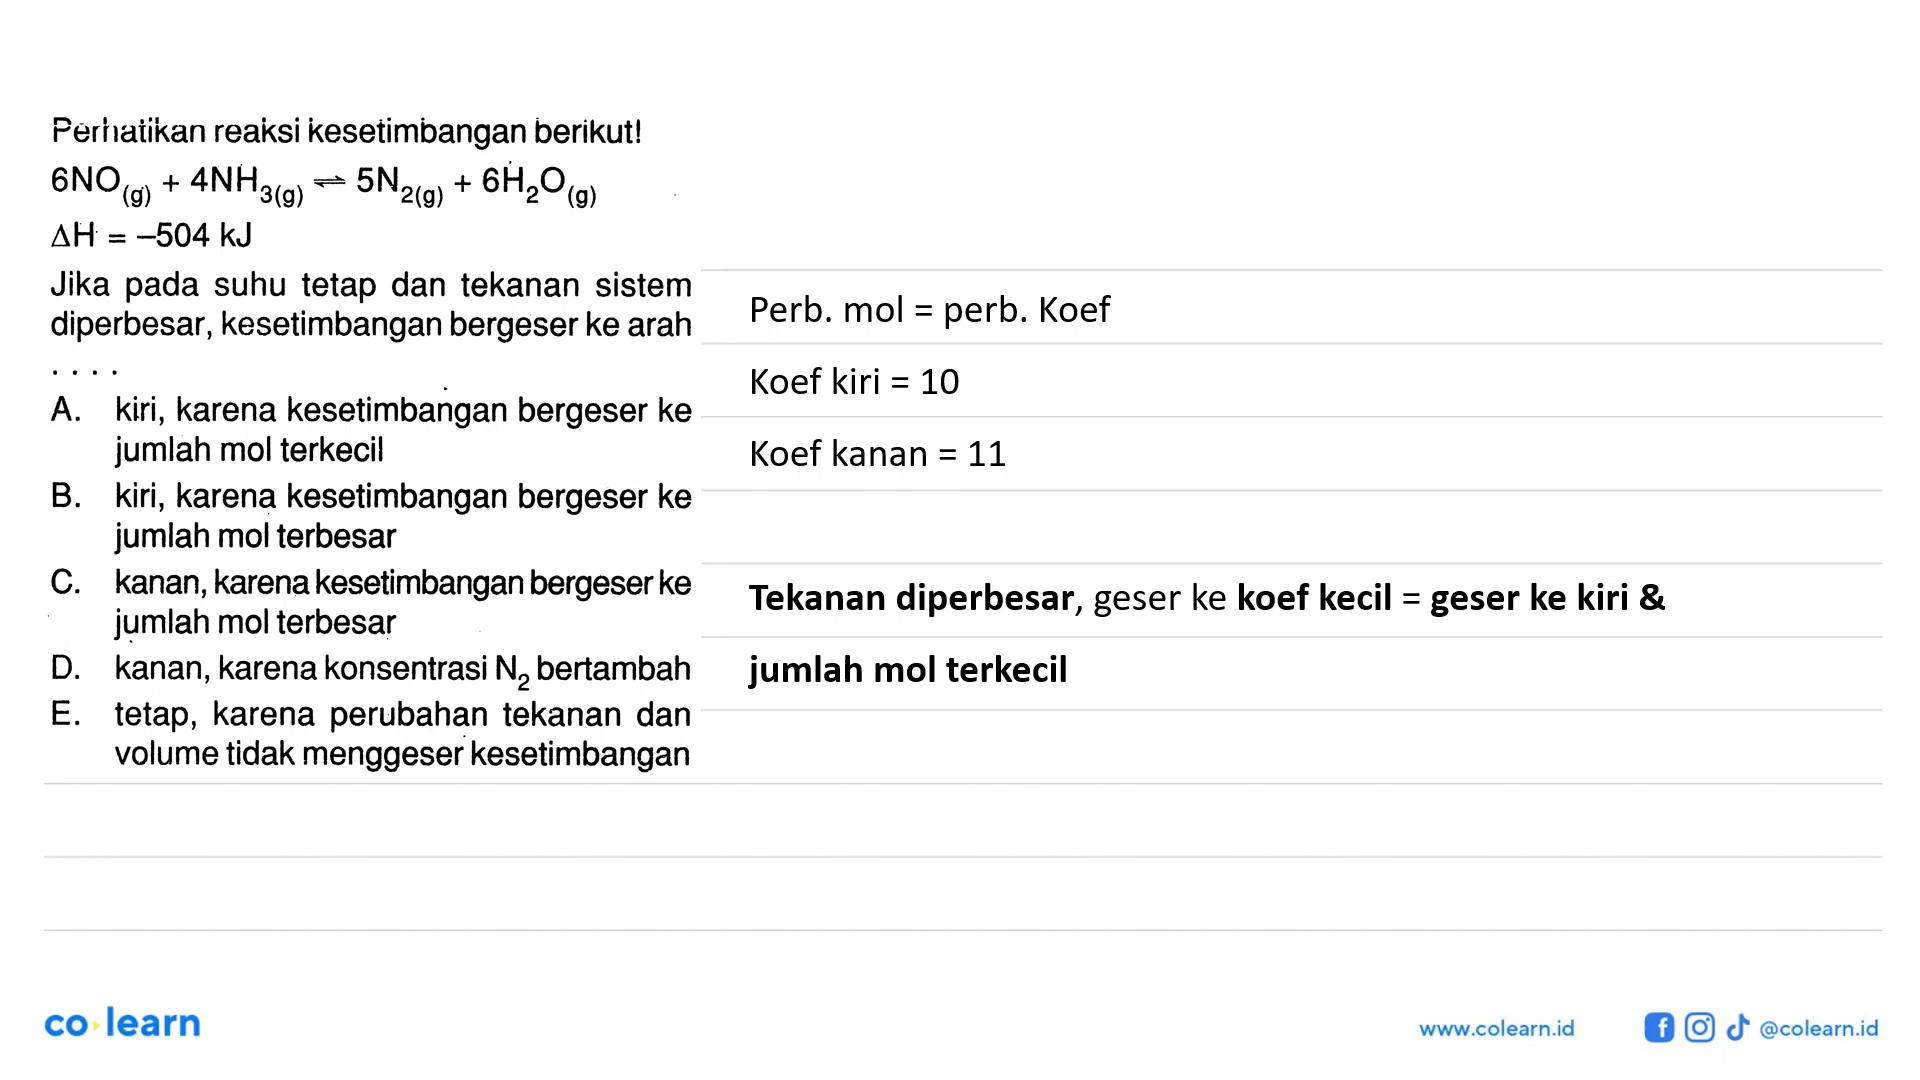 Perhatikan reaksi kesetimbangan berikut!
6NO(g) + 4NH3(g) ⇌ 5N2(g) + 6H2O(g)
ΔH = –504 kJ
Jika pada suhu tetap dan tekanan sistem
diperbesar, kesetimbangan bergeser ke arah
. . . .
A. kiri, karena kesetimbangan bergeser ke
jumlah mol terkecil
B. kiri, karena kesetimbangan bergeser ke
jumlah mol terbesar
C. kanan, karena kesetimbangan bergeser ke
jumlah mol terbesar
D. kanan, karena konsentrasi N2 bertambah
E. tetap, karena perubahan tekanan dan
volume tidak menggeser kesetimbangan
Perb. mol = perb. Koef
Koef kiri = 10
Koef kanan = 11
Tekanan diperbesar, geser ke koef kecil = geser ke kiri &
jumlah mol terkecil
co learn
www.colearn.id
@colearn.id